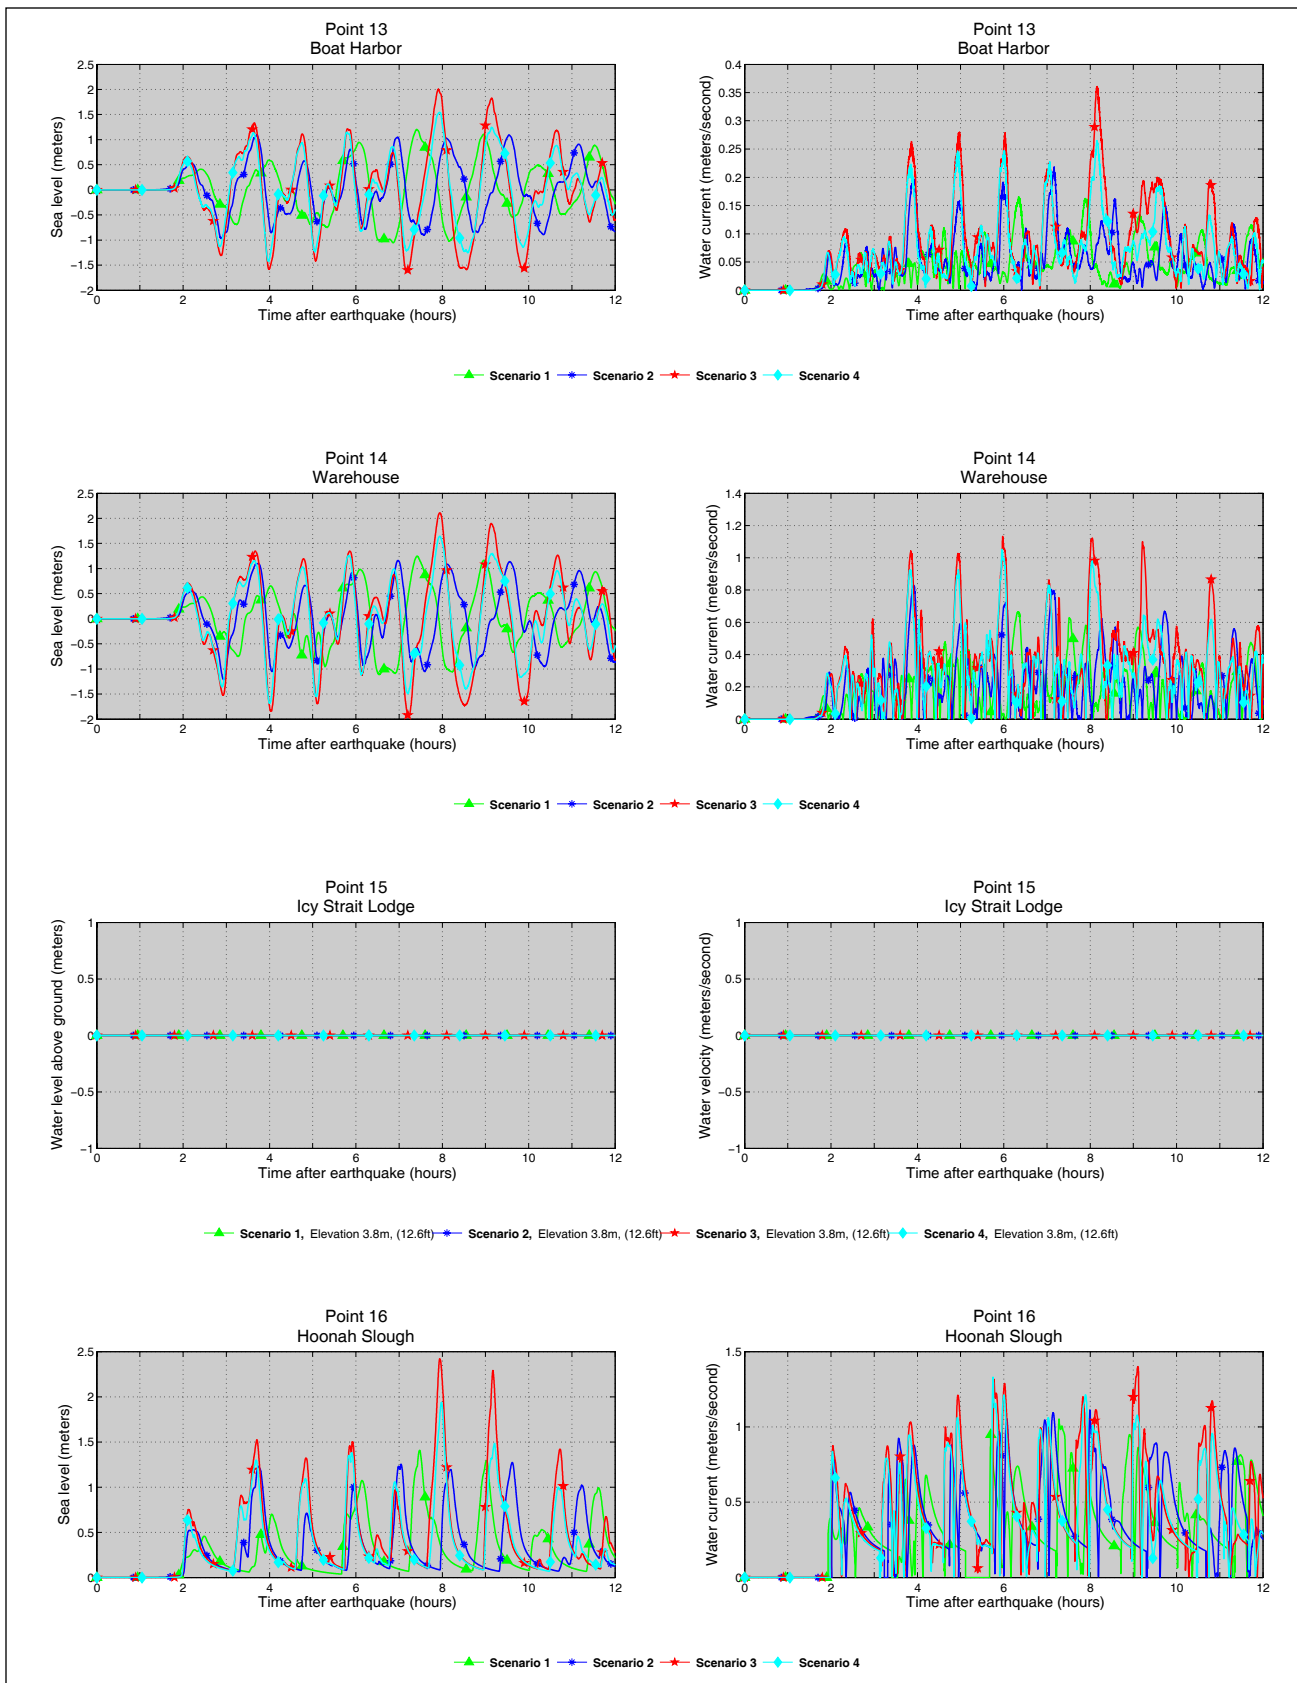 Point 13
Boat Harbor
Sea level (meters)
2.5
2
1.5
1
0.5
0
−0.5
−1
−1.5
−2
0 2 4 6 8 10 12
Time after earthquake (hours)
Point 13
Boat Harbor
Water current (meters/second)
0.4
0.35
0.3
0.25
0.2
0.15
0.1
0.05
0
0 2 4 6 8 10 12
Time after earthquake (hours)
Scenario 1 Scenario 2 Scenario 3 Scenario 4
Point 14
Warehouse
Sea level (meters)
2.5
2
1.5
1
0.5
0
−0.5
−1
−1.5
−2
0 2 4 6 8 10 12
Time after earthquake (hours)
Point 14
Warehouse
Water current (meters/second)
1.4
1.2
1
0.8
0.6
0.4
0.2
0
0 2 4 6 8 10 12
Time after earthquake (hours)
Scenario 1 Scenario 2 Scenario 3 Scenario 4
Point 15
Icy Strait Lodge
Water level above ground (meters)
1
0.5
0
−0.5
−1
0 2 4 6 8 10 12
Time after earthquake (hours)
Point 15
Icy Strait Lodge
Water velocity (meters/second)
1
0.5
0
−0.5
−1
0 2 4 6 8 10 12
Time after earthquake (hours)
Scenario 1, Elevation 3.8m, (12.6ft) Scenario 2, Elevation 3.8m, (12.6ft) Scenario 3, Elevation 3.8m, (12.6ft) Scenario 4, Elevation 3.8m, (12.6ft)
Point 16
Hoonah Slough
Sea level (meters)
2.5
2
1.5
1
0.5
0
0 2 4 6 8 10 12
Time after earthquake (hours)
Point 16
Hoonah Slough
Water current (meters/second)
1.5
1
0.5
0
0 2 4 6 8 10 12
Time after earthquake (hours)
Scenario 1 Scenario 2 Scenario 3 Scenario 4